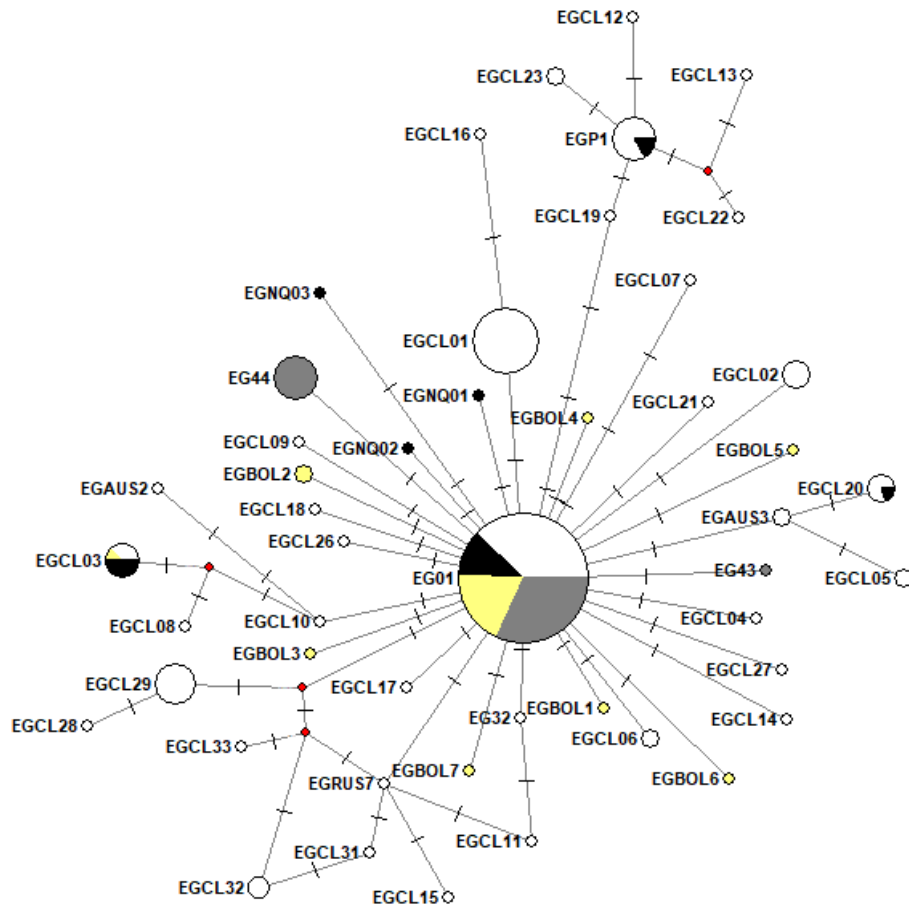 EGCL12
EGCL23
EGCL13
EGCL16
EGP1
EGCL19
EGCL22
EGCL07
EGNQ03
EGCL01
EG44
EGCL02
EGNQ01
EGCL21
EGBOL4
EGCL09
EGNQ02
EGBOL5
EGBOL2
EGAUS2
EGCL20
EGCL18
EGAUS3
EGCL26
EGCL03
EG01
EG43
EGCL05
EGCL10
EGCL08
EGCL04
EGBOL3
EGCL27
EGCL29
EGCL17
EGBOL1
EGCL28
EG32
EGCL14
EGCL06
EGCL33
EGBOL7
EGBOL6
EGRUS7
EGCL11
EGCL31
EGCL32
EGCL15